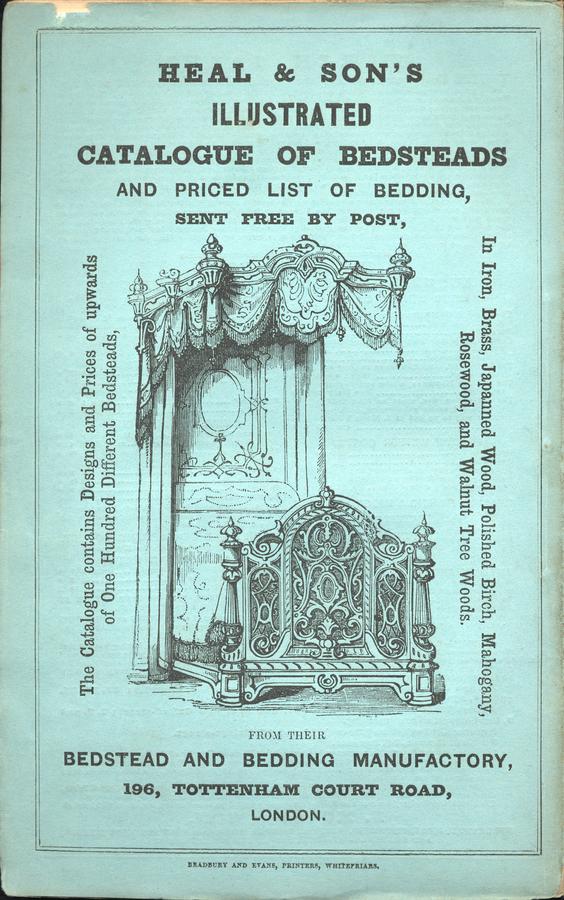 HEAL & SON'S
ILLUSTRATED
CATALOGUE OF BEDSTEADS
AND PRICED LIST OF BEDDING,
SENT FREE BY POST,
The Catalogue contains Designs and Prices of upwards
of One Hundred Different Bedsteads,
In Iron, Brass, Japanned Wood, Polished Birch, Mahogany,
Rosewood, and Walnut Tree Woods.
FROM THEIR
BEDSTEAD AND BEDDING MANUFACTORY,
196, TOTTENHAM COURT ROAD,
LONDON.
BRADBURY AND EVANS, PRINTERS, WHITEFRIARS.